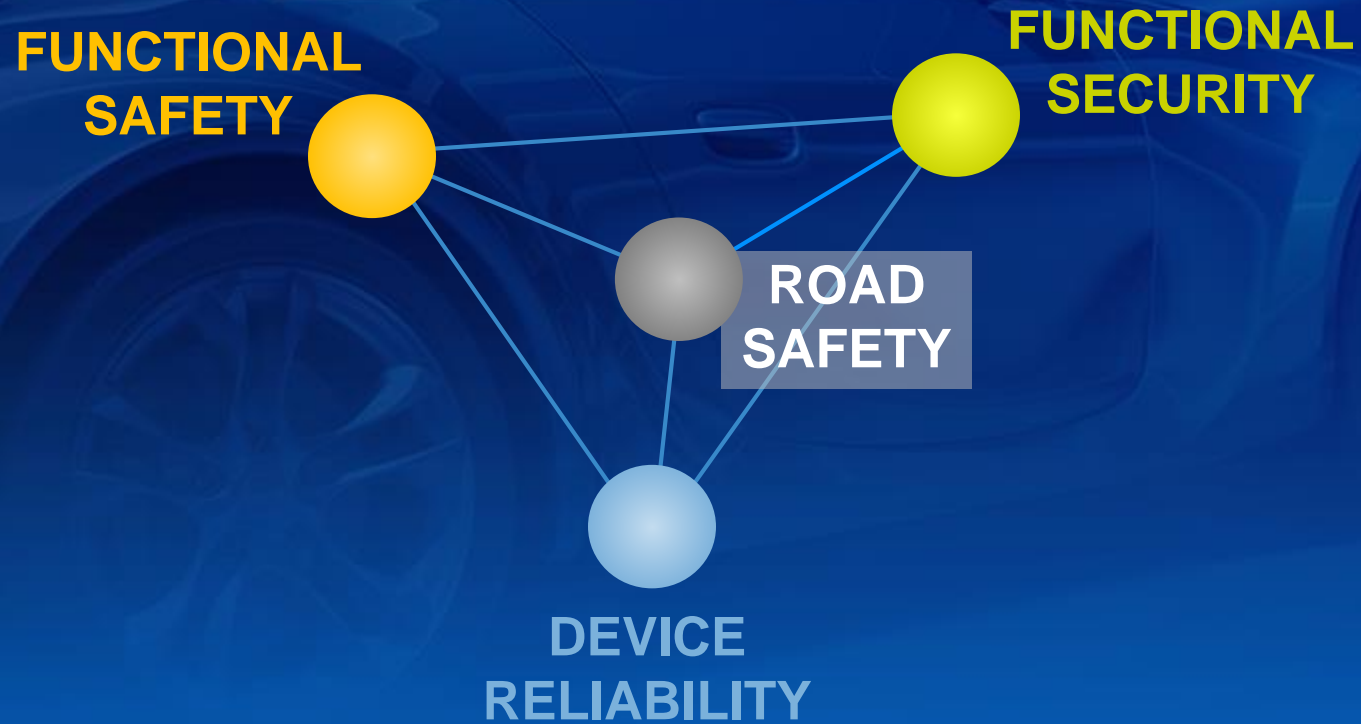 FUNCTIONAL
SAFETY
FUNCTIONAL
SECURITY
ROAD
SAFETY
DEVICE
RELIABILITY